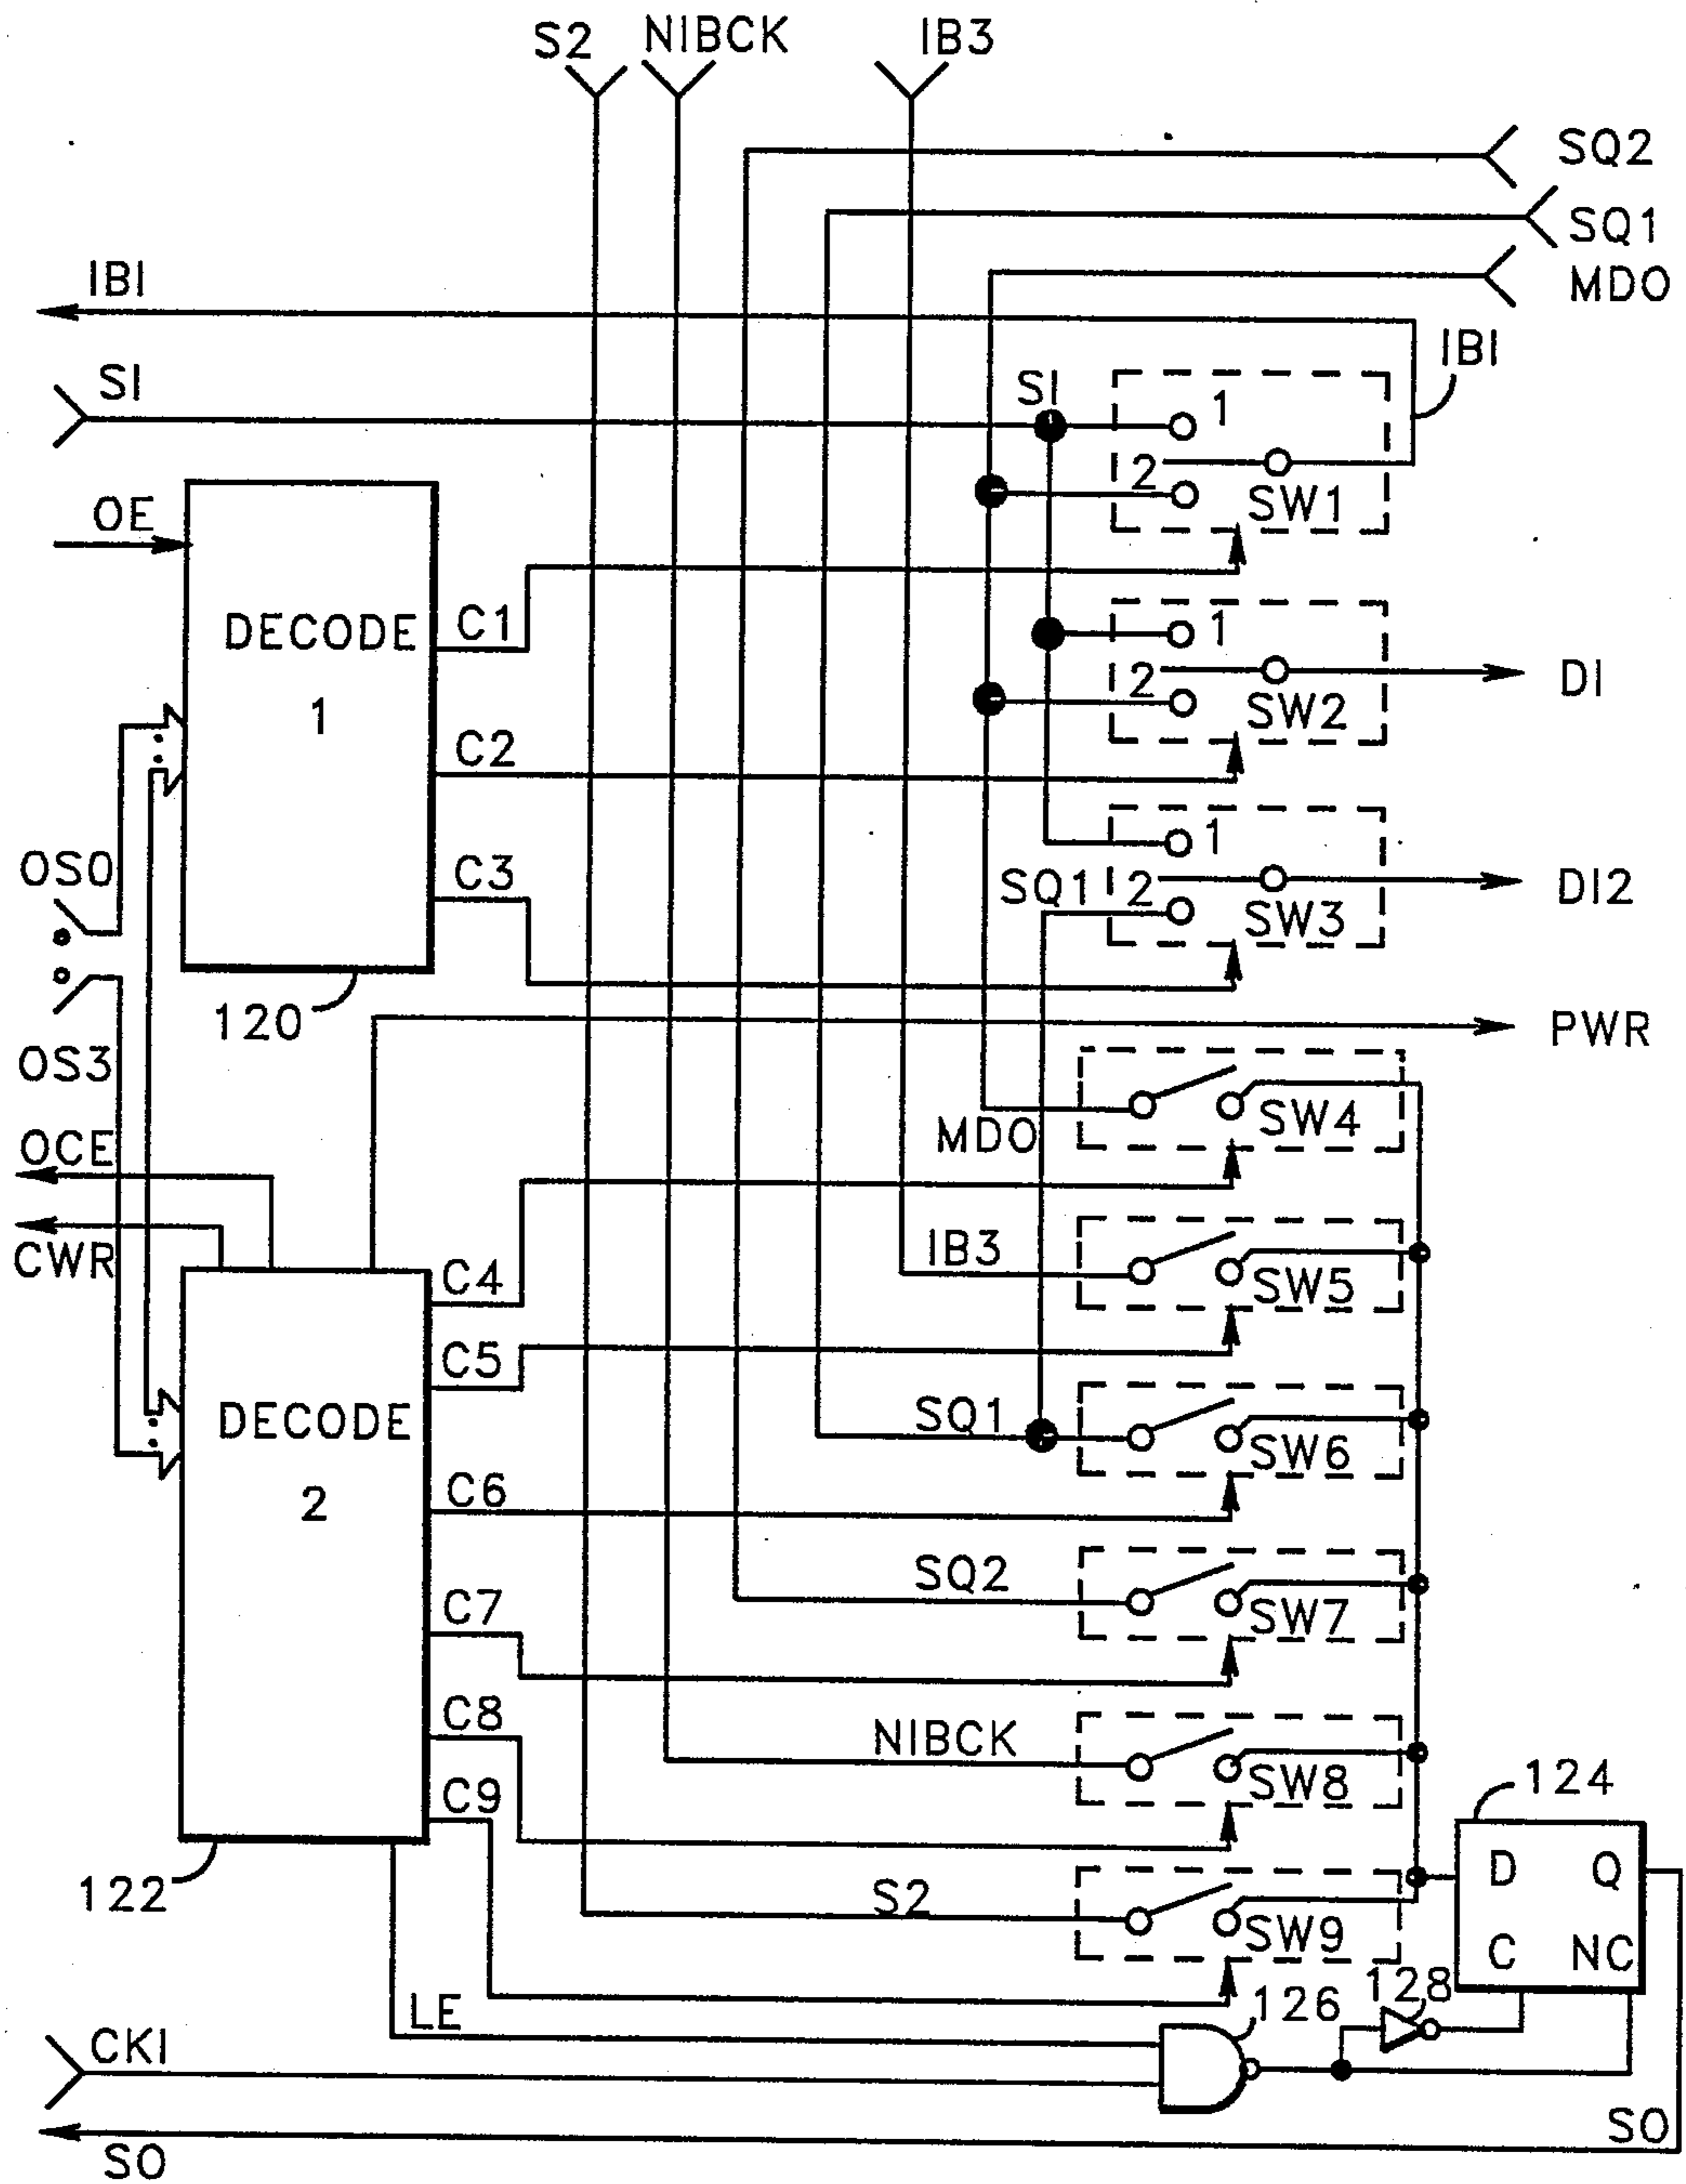 S2 NIBCK IB3
SQ2
SQ1
MDO
IBI
IBI
SI
SI
1
2
SW1
OE
DECODE
1
C1
1
2
SW2
DI
C2
OS0
C3
1
SQ1
2
SW3
DI2
120
PWR
OS3
MDO
SW4
OCE
CWR
IB3
SW5
C4
C5
DECODE
2
SQ1
SW6
C6
SQ2
SW7
C7
C8
NIBCK
SW8
C9
124
D Q
C NC
122
S2
SW9
128
126
LE
CKI
SO
SO